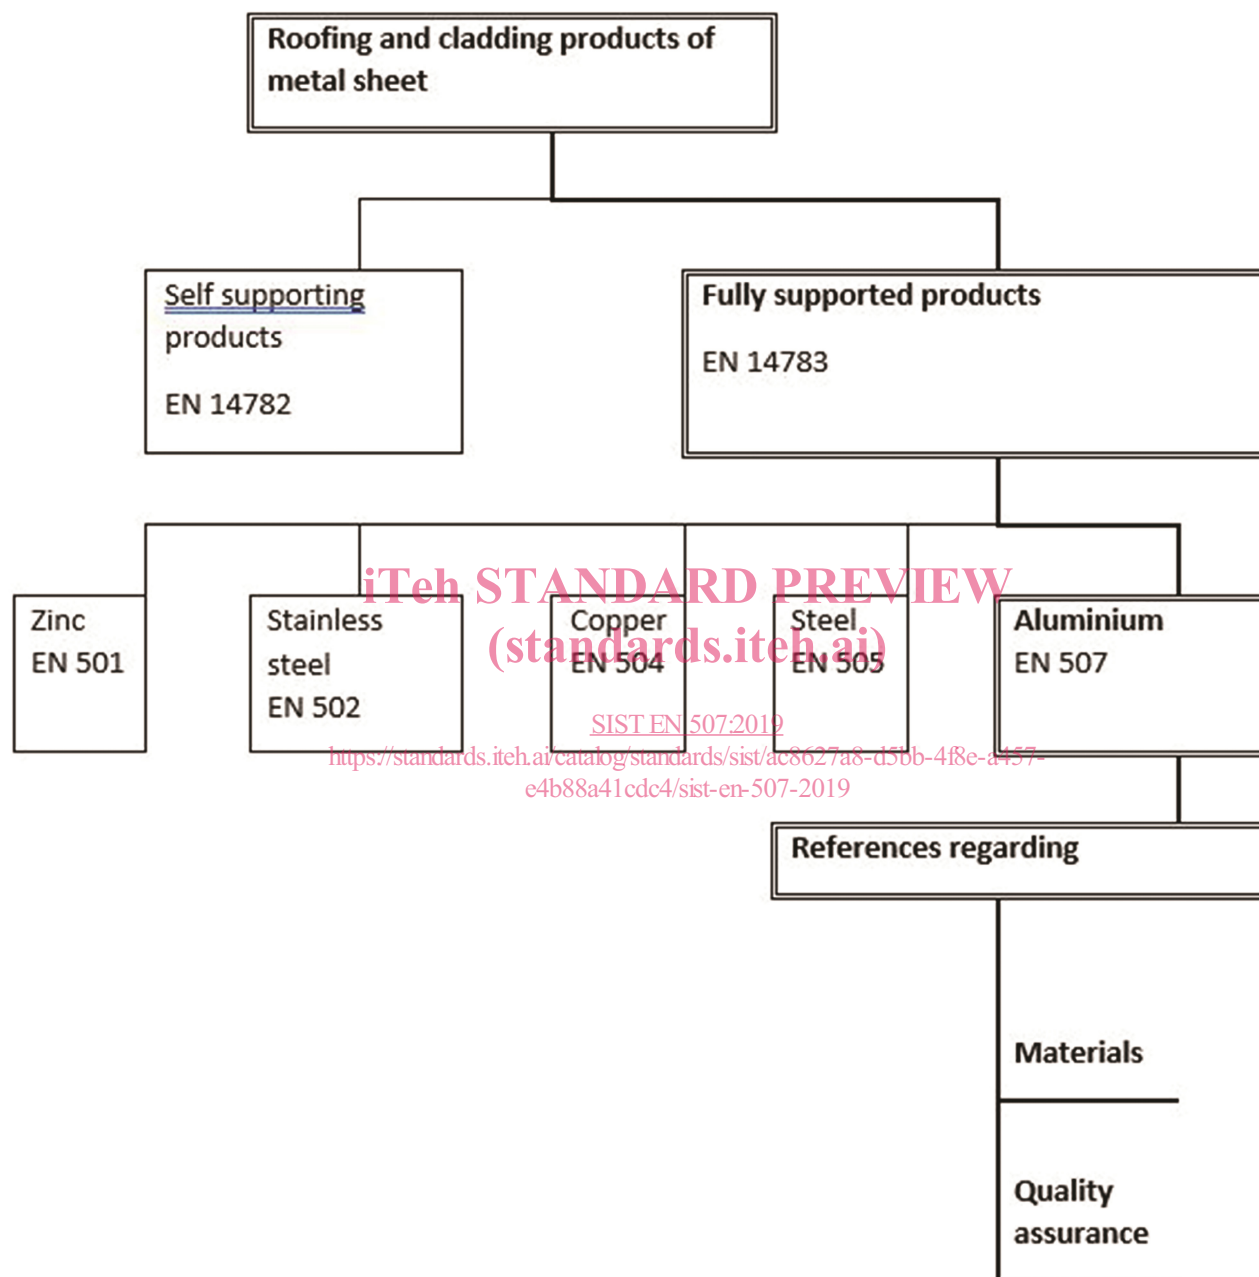 Roofing and cladding products of
metal sheet
Self supporting
products
EN 14782
Fully supported products
EN 14783
iTeh STANDARD PREVIEW
(standards.iteh.ai)
Zinc
EN 501
Stainless
steel
EN 502
Copper
EN 504
Steel
EN 505
Aluminium
EN 507
SIST EN 507:2019
https://standards.iteh.ai/catalog/standards/sist/ac8627a8-d5bb-4f8e-a457-
e4b88a41cdc4/sist-en-507-2019
References regarding
Materials
Quality
assurance